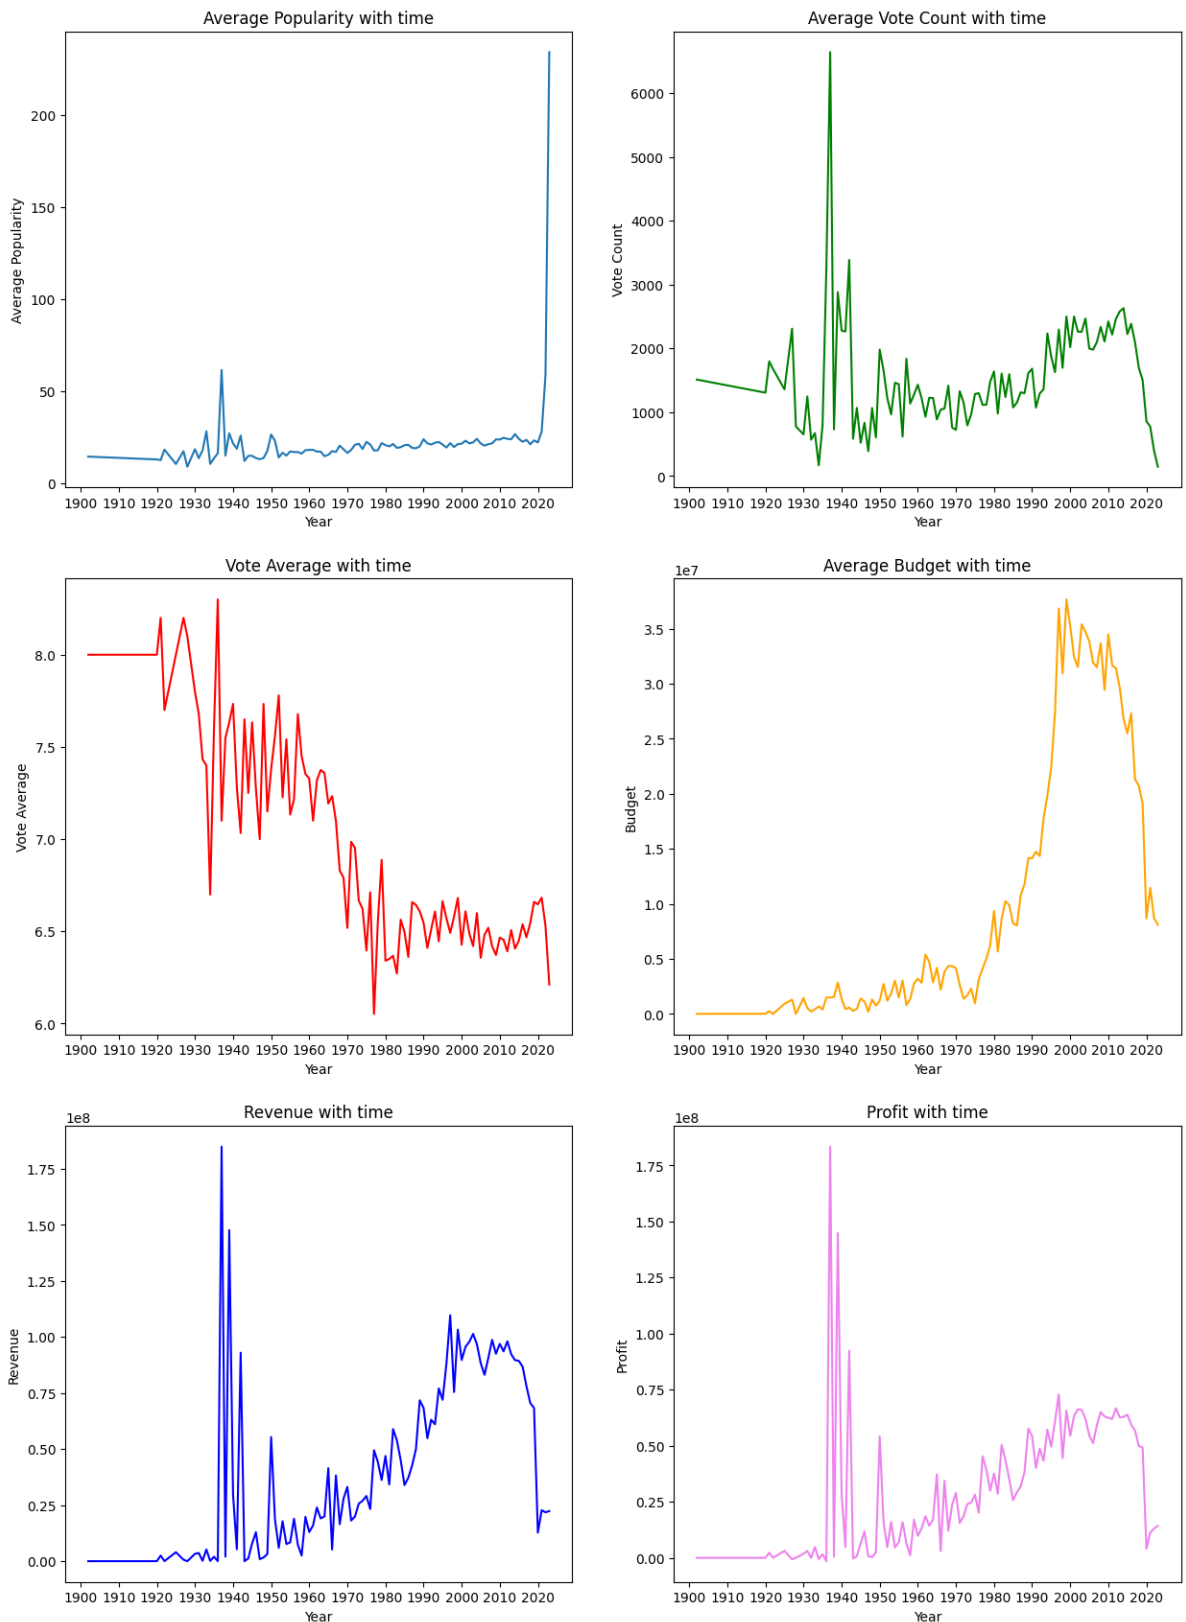 Average Popularity with time
Average Popularity
200
150
100
50
0
1900 1910 1920 1930 1940 1950 1960 1970 1980 1990 2000 2010 2020
Year
Average Vote Count with time
Vote Count
6000
5000
4000
3000
2000
1000
0
1900 1910 1920 1930 1940 1950 1960 1970 1980 1990 2000 2010 2020
Year
Vote Average with time
Vote Average
8.0
7.5
7.0
6.5
6.0
1900 1910 1920 1930 1940 1950 1960 1970 1980 1990 2000 2010 2020
Year
Average Budget with time
1e7
Budget
3.5
3.0
2.5
2.0
1.5
1.0
0.5
0.0
1900 1910 1920 1930 1940 1950 1960 1970 1980 1990 2000 2010 2020
Year
Revenue with time
1e8
Revenue
1.75
1.50
1.25
1.00
0.75
0.50
0.25
0.00
1900 1910 1920 1930 1940 1950 1960 1970 1980 1990 2000 2010 2020
Year
Profit with time
1e8
Profit
1.75
1.50
1.25
1.00
0.75
0.50
0.25
0.00
1900 1910 1920 1930 1940 1950 1960 1970 1980 1990 2000 2010 2020
Year